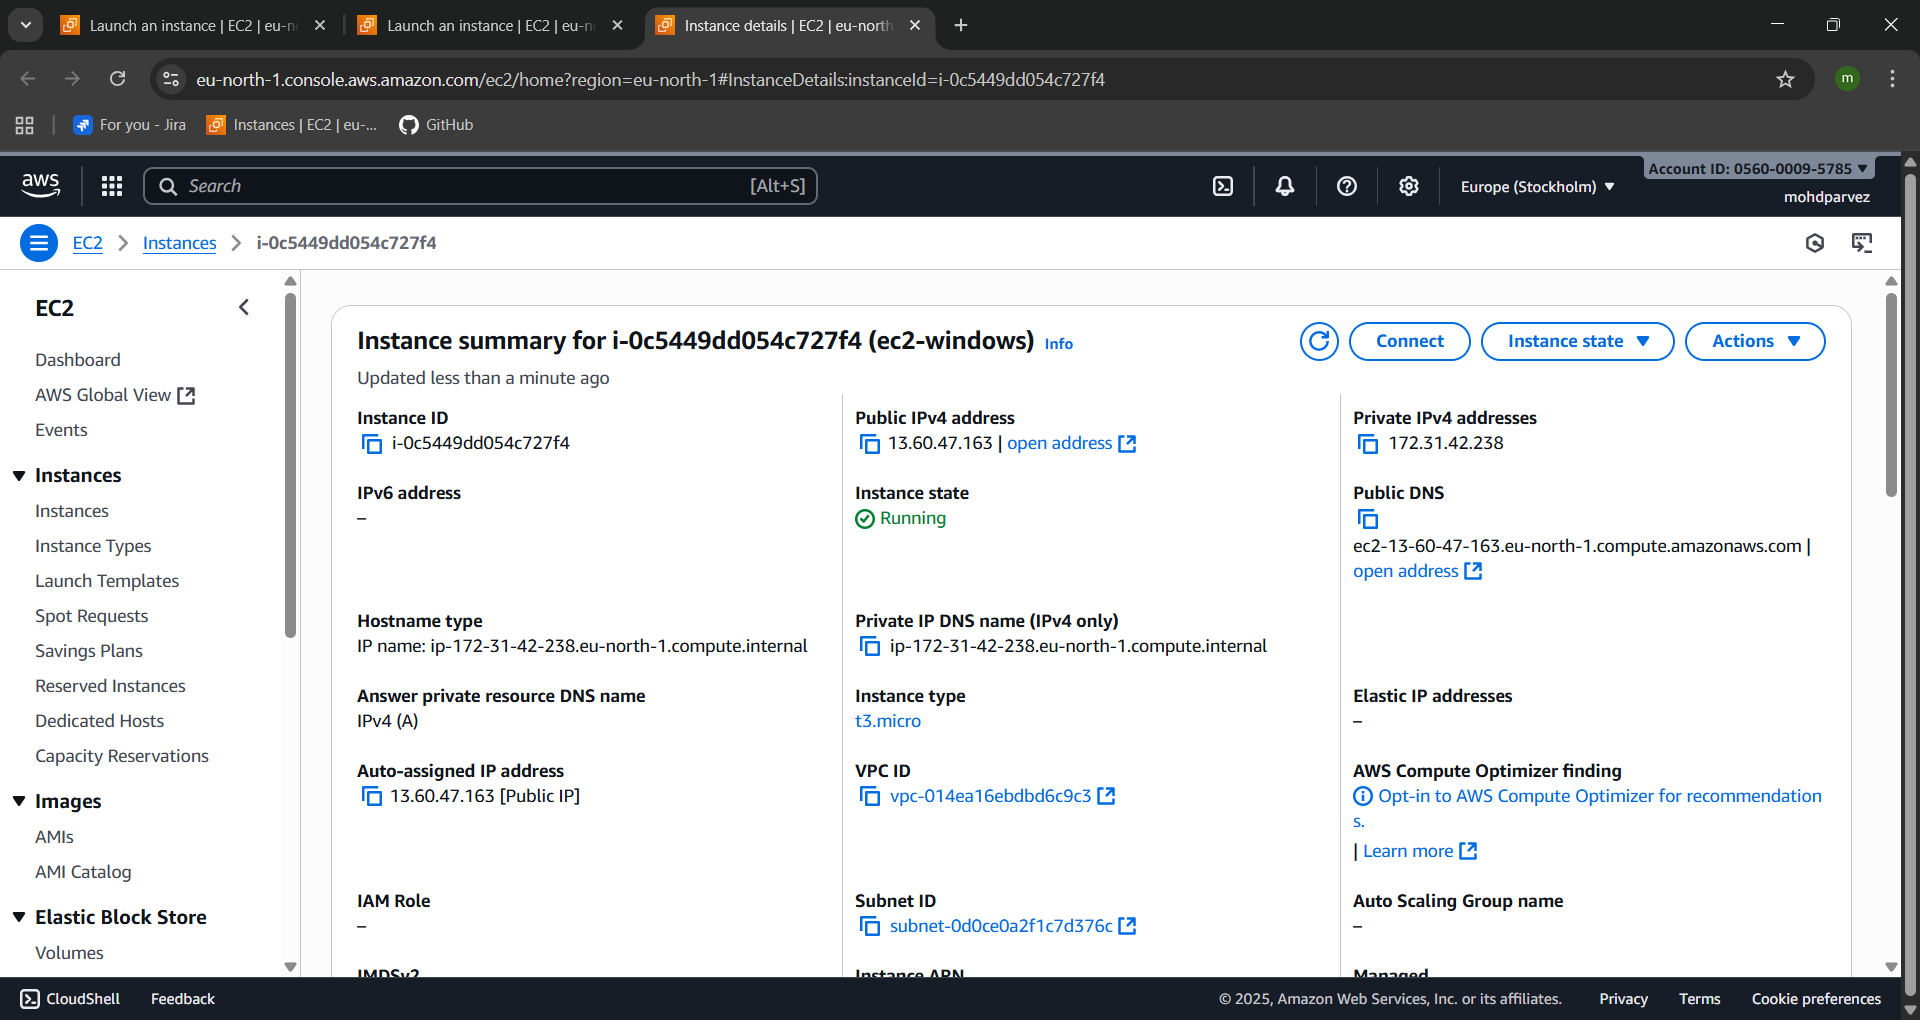 Launch an instance | EC2 | eu-n
Launch an instance | EC2 | eu-n
Instance details | EC2 | eu-north
eu-north-1.console.aws.amazon.com/ec2/home?region=eu-north-1#InstanceDetails:instanceId=i-0c5449dd054c727f4
m
For you - Jira
Instances | EC2 | eu-...
GitHub
aws
Search
[Alt+S]
Europe (Stockholm)
Account ID: 0560-0009-5785
mohdparvez
EC2
Instances
i-0c5449dd054c727f4
EC2
Dashboard
AWS Global View
Events
Instances
Instances
Instance Types
Launch Templates
Spot Requests
Savings Plans
Reserved Instances
Dedicated Hosts
Capacity Reservations
Images
AMIs
AMI Catalog
Elastic Block Store
Volumes
Instance summary for i-0c5449dd054c727f4 (ec2-windows) Info
Updated less than a minute ago
Connect
Instance state
Actions
Instance ID
i-0c5449dd054c727f4
Public IPv4 address
13.60.47.163 | open address
Private IPv4 addresses
172.31.42.238
IPv6 address
–
Instance state
Running
Public DNS
ec2-13-60-47-163.eu-north-1.compute.amazonaws.com |
open address
Hostname type
IP name: ip-172-31-42-238.eu-north-1.compute.internal
Private IP DNS name (IPv4 only)
ip-172-31-42-238.eu-north-1.compute.internal
Answer private resource DNS name
IPv4 (A)
Instance type
t3.micro
Elastic IP addresses
–
Auto-assigned IP address
13.60.47.163 [Public IP]
VPC ID
vpc-014ea16ebdbd6c9c3
AWS Compute Optimizer finding
Opt-in to AWS Compute Optimizer for recommendation
s.
| Learn more
IAM Role
–
Subnet ID
subnet-0d0ce0a2f1c7d376c
Auto Scaling Group name
–
IMDSv2
Instance ARN
Managed
CloudShell
Feedback
© 2025, Amazon Web Services, Inc. or its affiliates.
Privacy
Terms
Cookie preferences